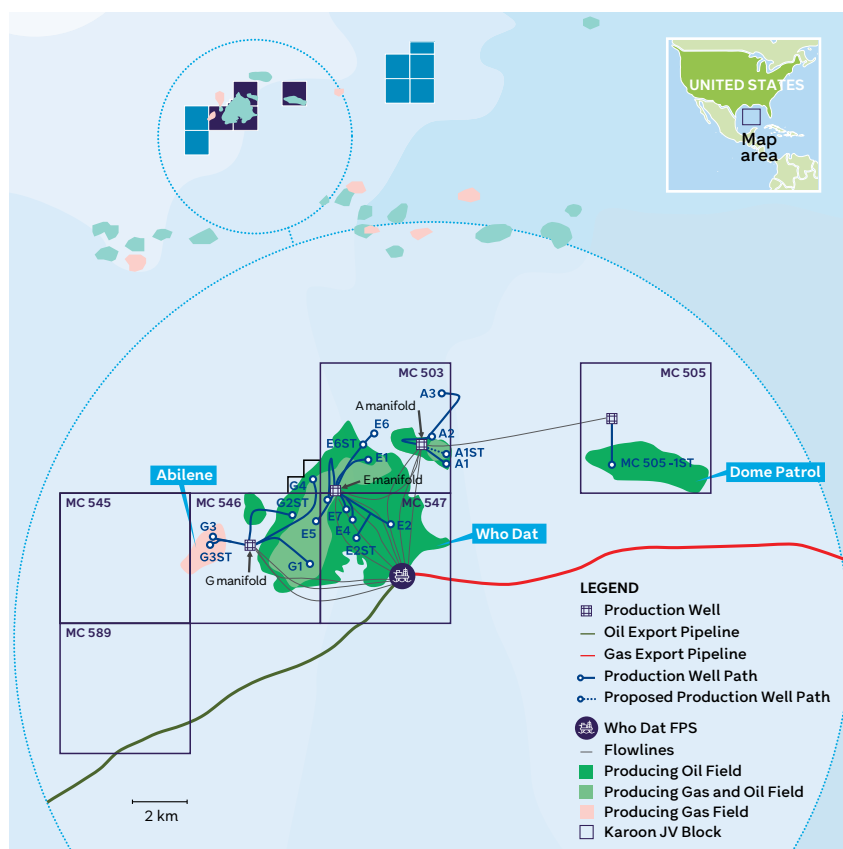 UNITED STATES
Map
area
MC 503
MC 505
A3
A manifold
E6
A2
E6ST
A1ST
E1
A1
MC 505 -1ST
E manifold
Dome Patrol
Abilene
G4
MC 545
MC 546
G2ST
MC 547
G3
E7
E2
Who Dat
E5
E4
G3ST
E2ST
G manifold
G1
LEGEND
Production Well
Oil Export Pipeline
Gas Export Pipeline
Production Well Path
Proposed Production Well Path
Who Dat FPS
Flowlines
Producing Oil Field
Producing Gas and Oil Field
Producing Gas Field
Karoon JV Block
MC 589
2 km